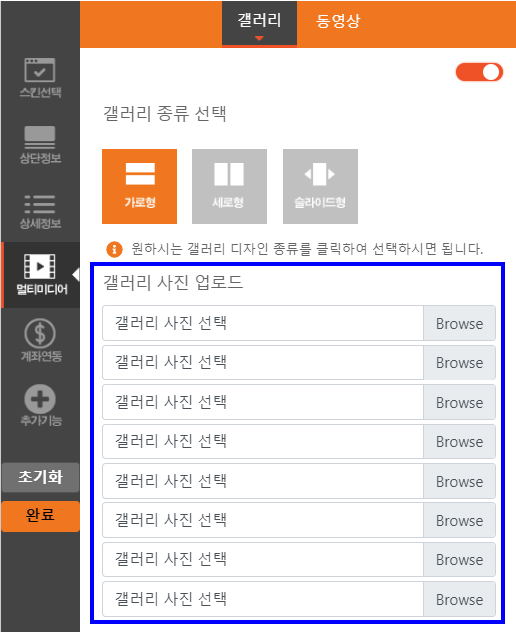 갤러리 동영상
스킨선택
상단정보
상세정보
멀티미디어
계좌연동
추가기능
초기화
완료
갤러리 종류 선택
가로형 세로형 슬라이드형
원하시는 갤러리 디자인 종류를 클릭하여 선택하시면 됩니다.
갤러리 사진 업로드
갤러리 사진 선택 Browse
갤러리 사진 선택 Browse
갤러리 사진 선택 Browse
갤러리 사진 선택 Browse
갤러리 사진 선택 Browse
갤러리 사진 선택 Browse
갤러리 사진 선택 Browse
갤러리 사진 선택 Browse